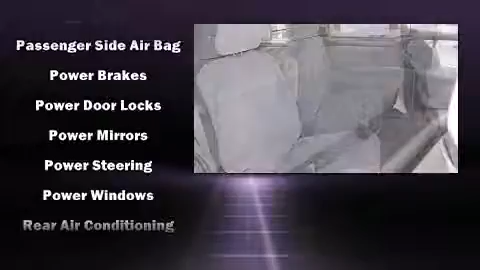 Passenger Side Air Bag
Power Brakes
Power Door Locks
Power Mirrors
Power Steering
Power Windows
Rear Air Conditioning